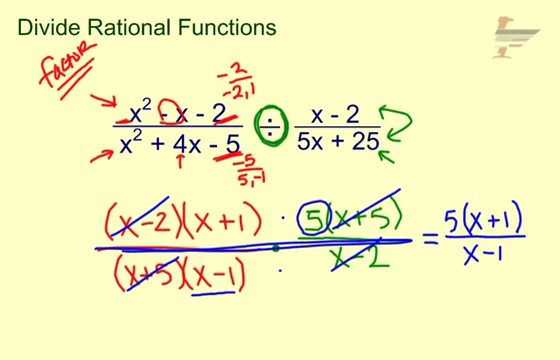 Divide Rational Functions
factor
x² - x - 2 / x² + 4x - 5 ÷ x - 2 / 5x + 25
-2 / -2,1
-5 / 5,-1
(x-2)(x+1) / (x+5)(x-1) · 5(x+5) / x-2 = 5(x+1) / x-1